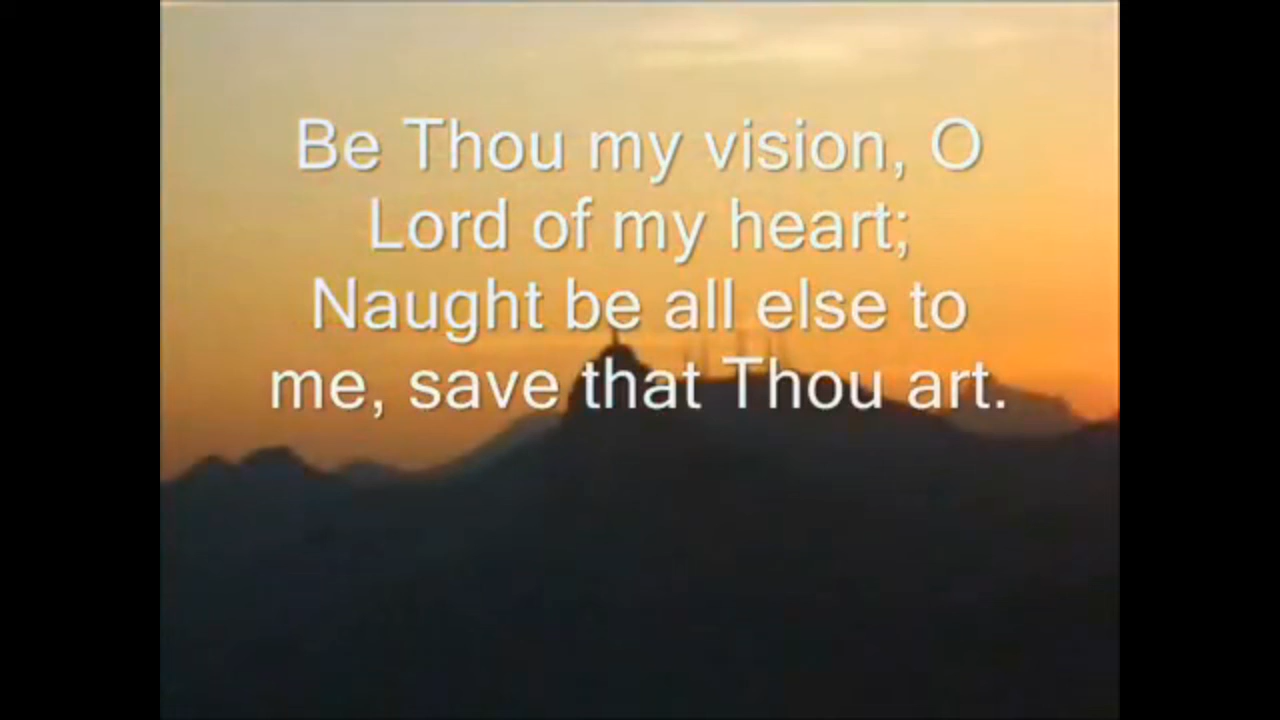 Be Thou my vision, O
Lord of my heart;
Naught be all else to
me, save that Thou art.